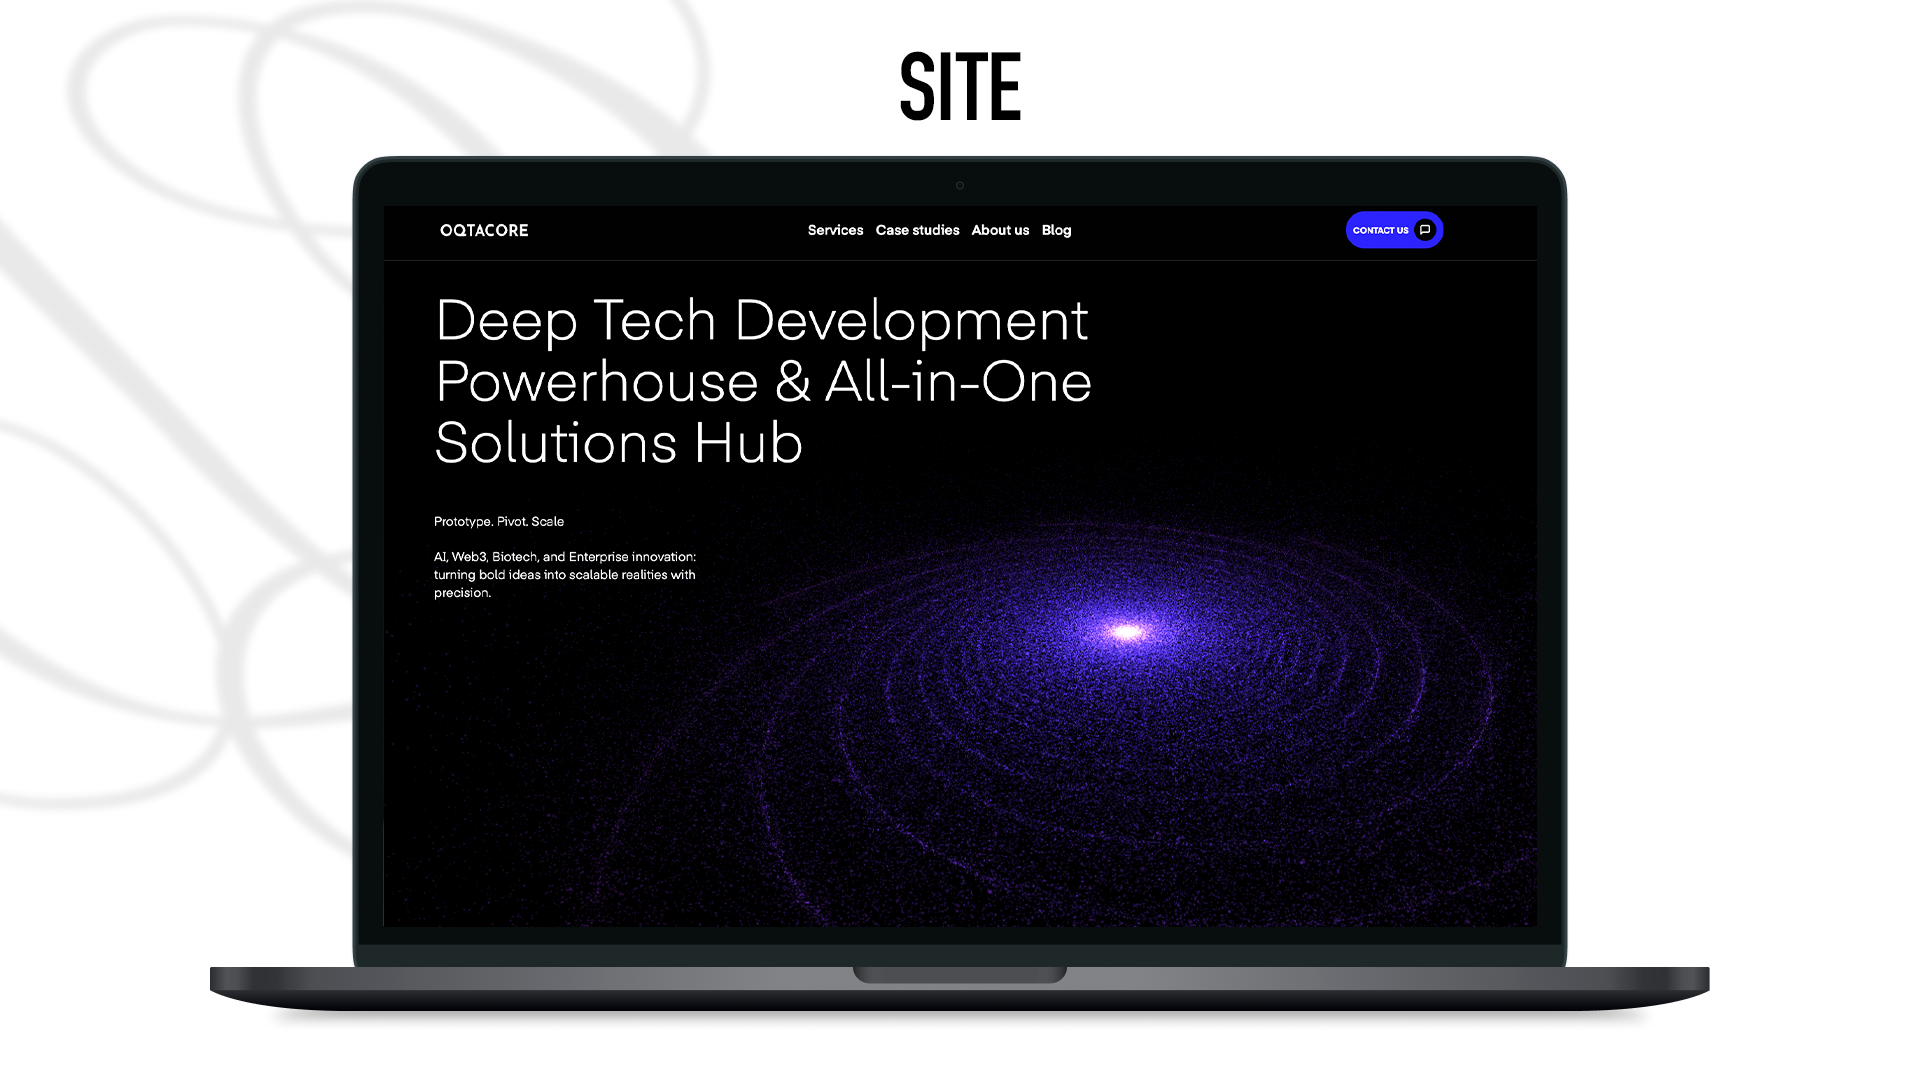 SITE
OQTACORE
Services Case studies About us Blog
CONTACT US
Deep Tech Development
Powerhouse & All-in-One
Solutions Hub
Prototype. Pivot. Scale
AI, Web3, Biotech, and Enterprise innovation:
turning bold ideas into scalable realities with
precision.